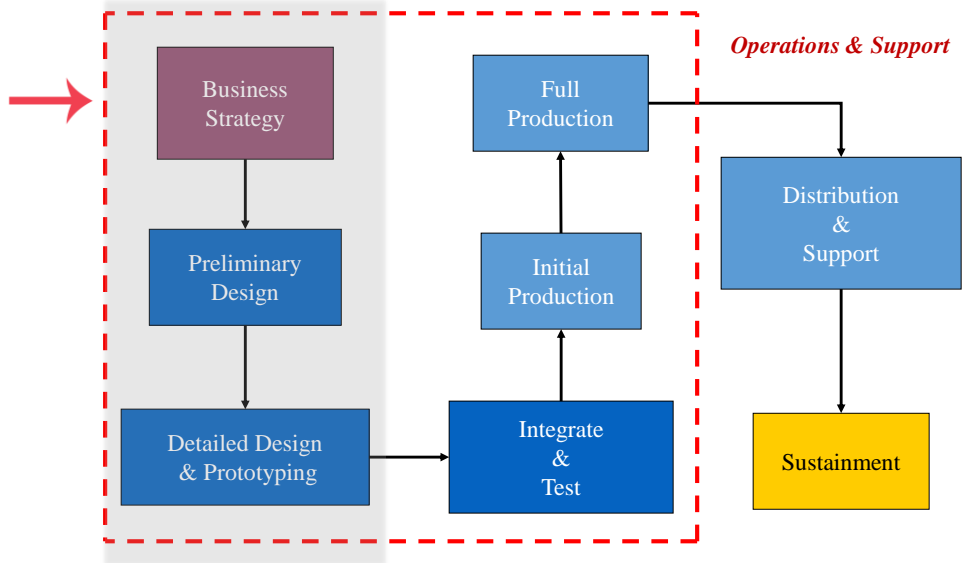 Business
Strategy
Preliminary
Design
Detailed Design
& Prototyping
Integrate
&
Test
Initial
Production
Full
Production
Operations & Support
Distribution
&
Support
Sustainment